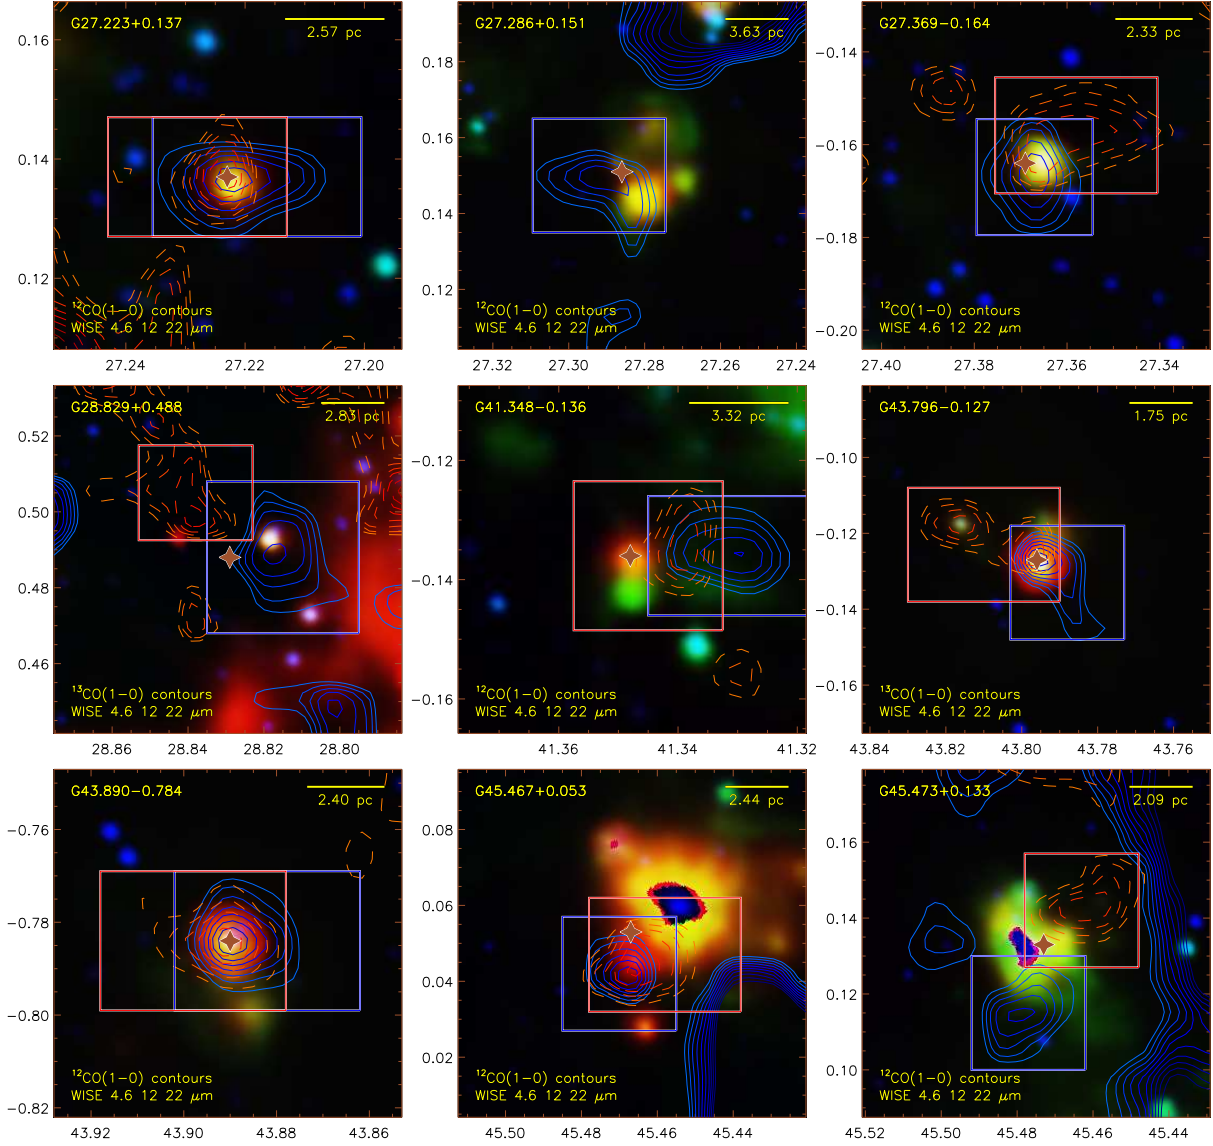 G27.223+0.137
2.57 pc
0.16
0.14
0.12
¹²CO(1−0) contours
WISE 4.6 12 22 μm
27.24 27.22 27.20
G27.286+0.151
3.63 pc
0.18
0.16
0.14
0.12
¹²CO(1−0) contours
WISE 4.6 12 22 μm
27.32 27.30 27.28 27.26 27.24
G27.369−0.164
2.33 pc
−0.14
−0.16
−0.18
−0.20
¹²CO(1−0) contours
WISE 4.6 12 22 μm
27.40 27.38 27.36 27.34
G28.829+0.488
2.83 pc
0.52
0.50
0.48
0.46
¹³CO(1−0) contours
WISE 4.6 12 22 μm
28.86 28.84 28.82 28.80
G41.348−0.136
3.32 pc
−0.12
−0.14
−0.16
¹²CO(1−0) contours
WISE 4.6 12 22 μm
41.36 41.34 41.32
G43.796−0.127
1.75 pc
−0.10
−0.12
−0.14
−0.16
¹³CO(1−0) contours
WISE 4.6 12 22 μm
43.84 43.82 43.80 43.78 43.76
G43.890−0.784
2.40 pc
−0.76
−0.78
−0.80
−0.82
¹²CO(1−0) contours
WISE 4.6 12 22 μm
43.92 43.90 43.88 43.86
G45.467+0.053
2.44 pc
0.08
0.06
0.04
0.02
¹²CO(1−0) contours
WISE 4.6 12 22 μm
45.50 45.48 45.46 45.44
G45.473+0.133
2.09 pc
0.16
0.14
0.12
0.10
¹²CO(1−0) contours
WISE 4.6 12 22 μm
45.52 45.50 45.48 45.46 45.44